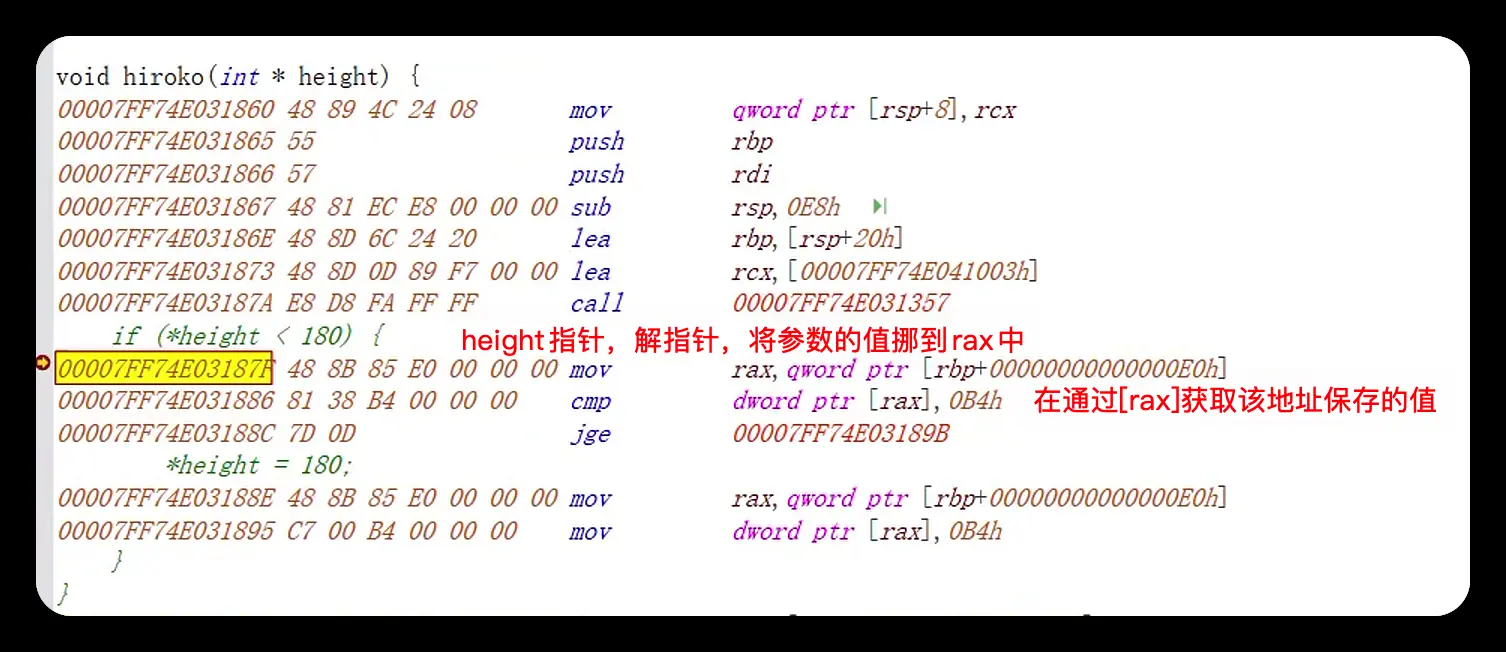 void hiroko(int * height) {
00007FF74E031860 48 89 4C 24 08 mov qword ptr [rsp+8],rcx
00007FF74E031865 55 push rbp
00007FF74E031866 57 push rdi
00007FF74E031867 48 81 EC E8 00 00 00 sub rsp,0E8h
00007FF74E03186E 48 8D 6C 24 20 lea rbp,[rsp+20h]
00007FF74E031873 48 8D 0D 89 F7 00 00 lea rcx,[00007FF74E041003h]
00007FF74E03187A E8 D8 FA FF FF call 00007FF74E031357
if (*height < 180) { height指针，解指针，将参数的值挪到rax中
00007FF74E03187F 48 8B 85 E0 00 00 00 mov rax,qword ptr [rbp+00000000000000E0h]
00007FF74E031886 81 38 B4 00 00 00 cmp dword ptr [rax],0B4h 在通过[rax]获取该地址保存的值
00007FF74E03188C 7D 0D jge 00007FF74E03189B
*height = 180;
00007FF74E03188E 48 8B 85 E0 00 00 00 mov rax,qword ptr [rbp+00000000000000E0h]
00007FF74E031895 C7 00 B4 00 00 00 mov dword ptr [rax],0B4h
}
}